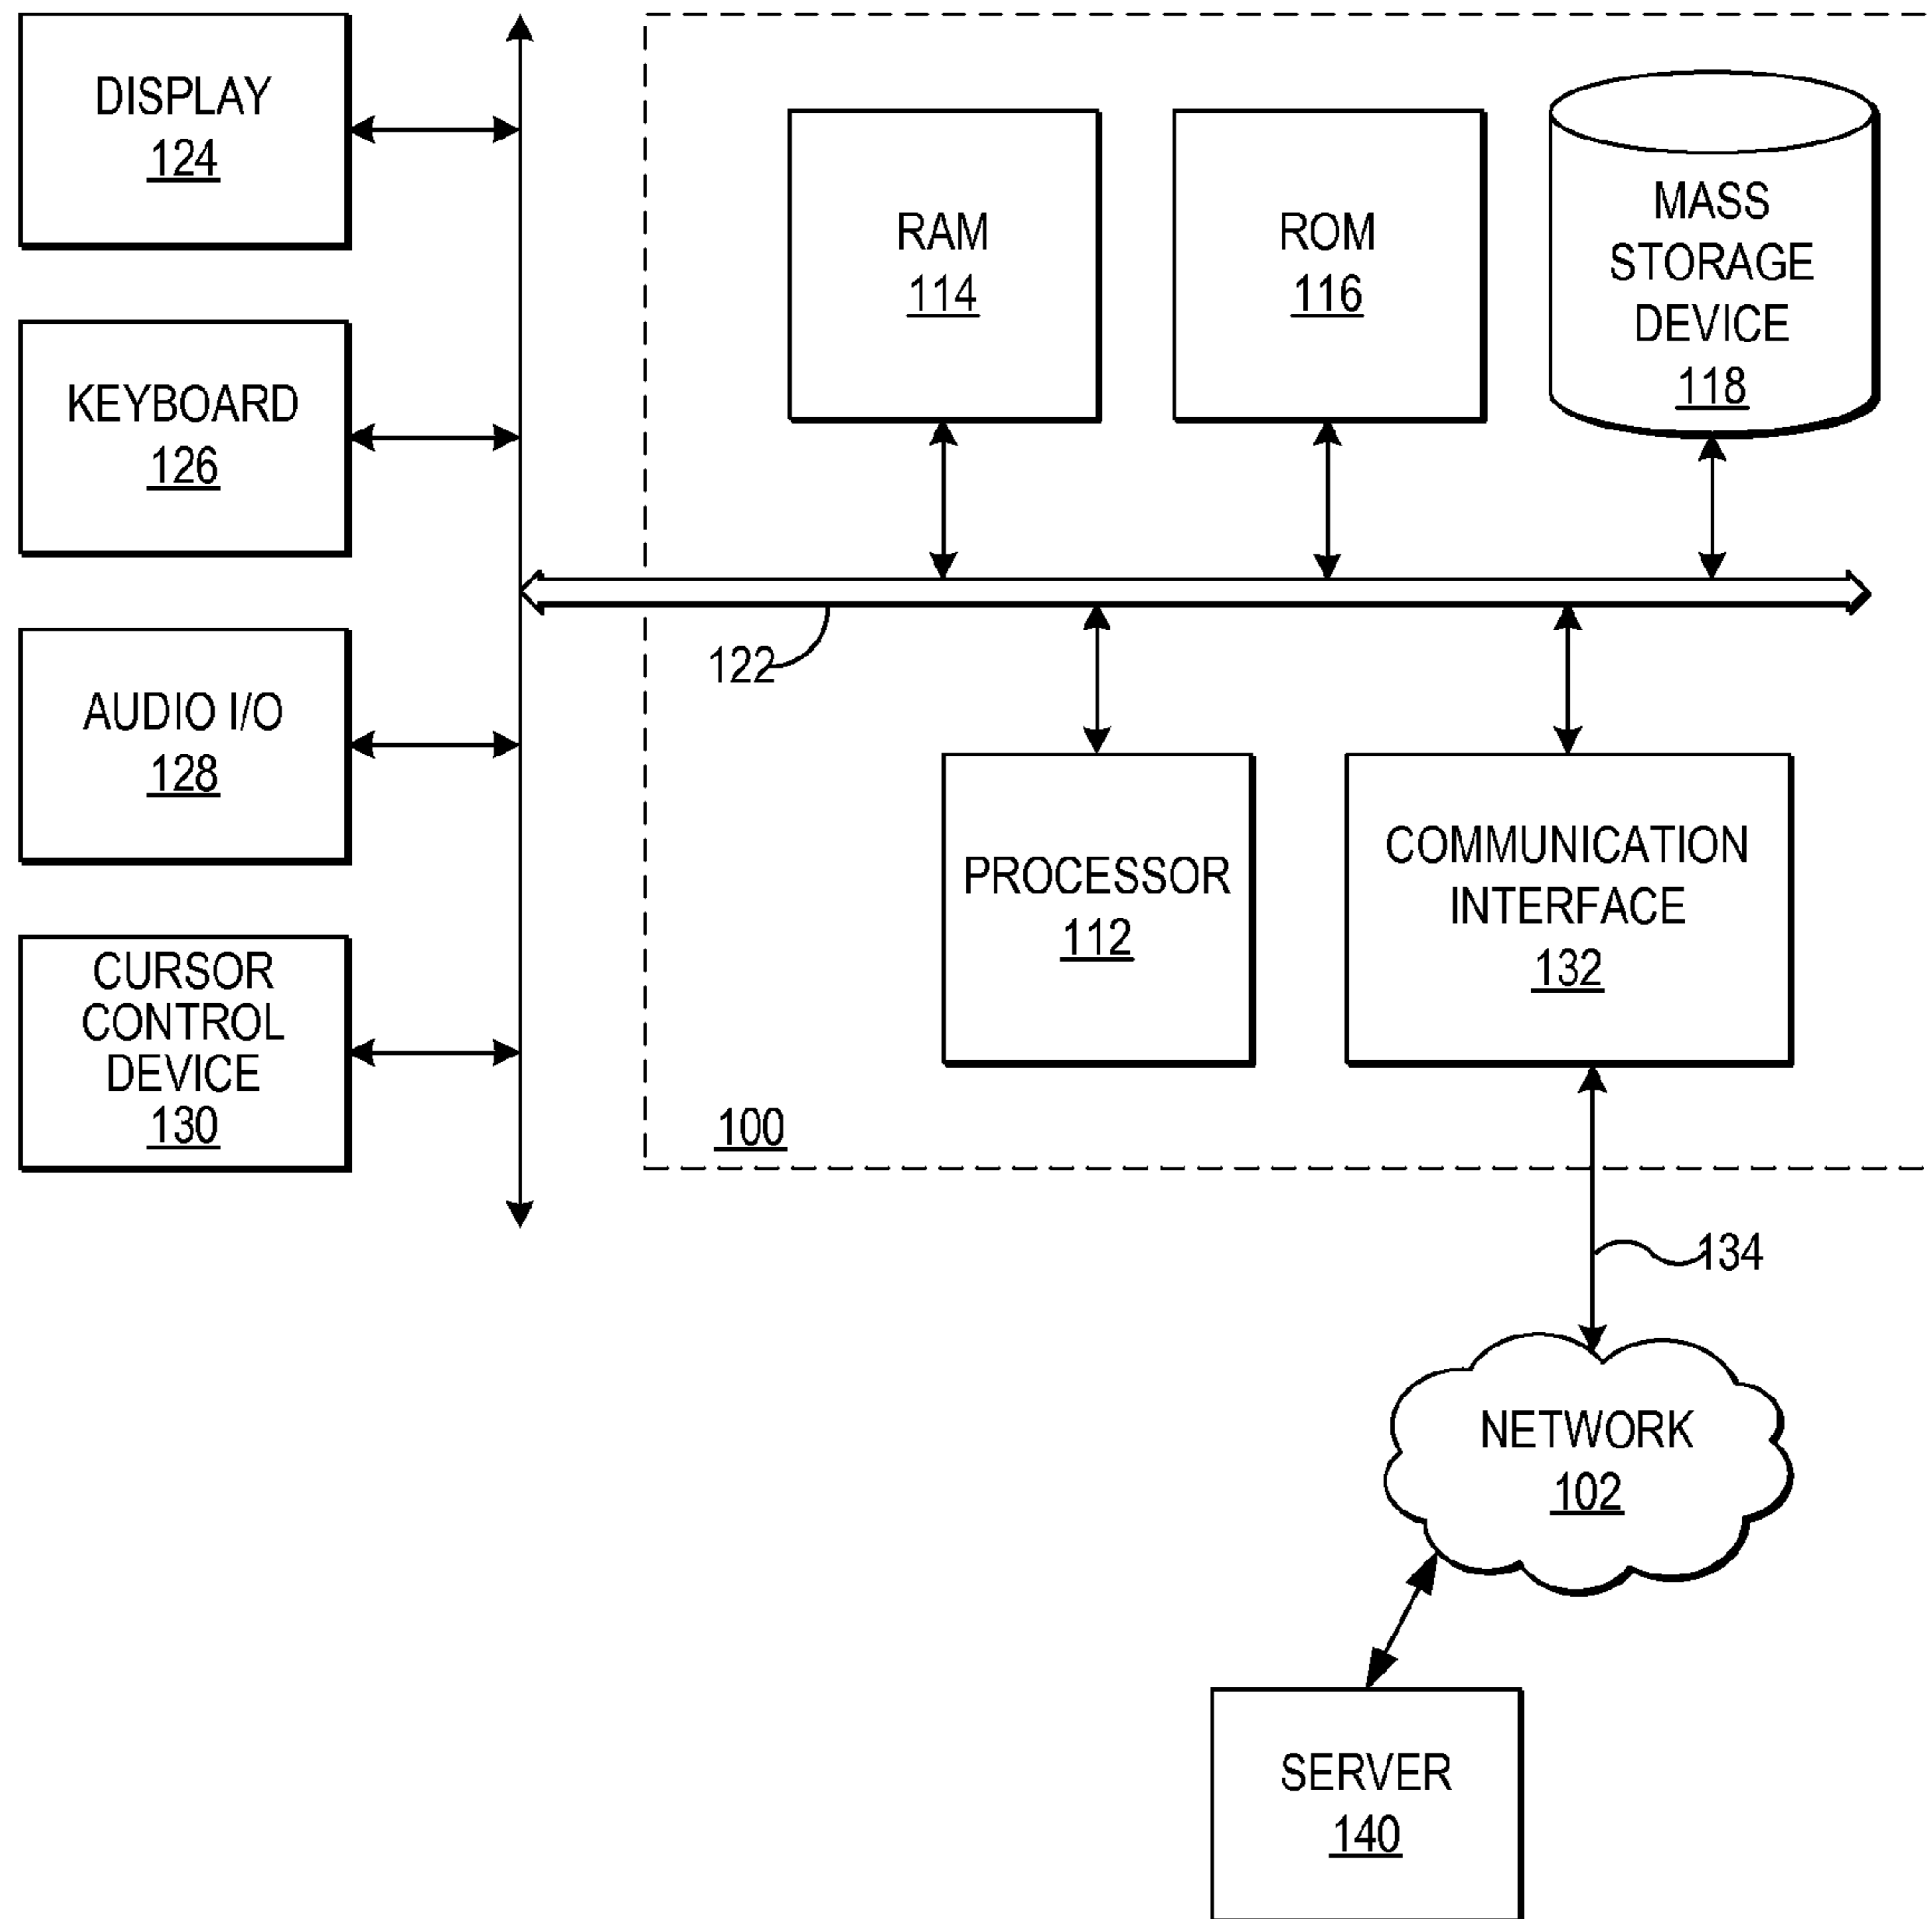 DISPLAY
124
KEYBOARD
126
AUDIO I/O
128
CURSOR
CONTROL
DEVICE
130
RAM
114
ROM
116
MASS
STORAGE
DEVICE
118
122
PROCESSOR
112
COMMUNICATION
INTERFACE
132
100
134
NETWORK
102
SERVER
140